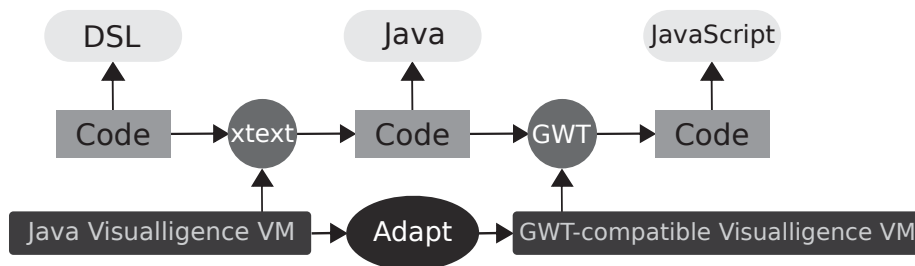 DSL
Java
JavaScript
Code
xtext
Code
GWT
Code
Java Visualligence VM
Adapt
GWT-compatible Visualligence VM